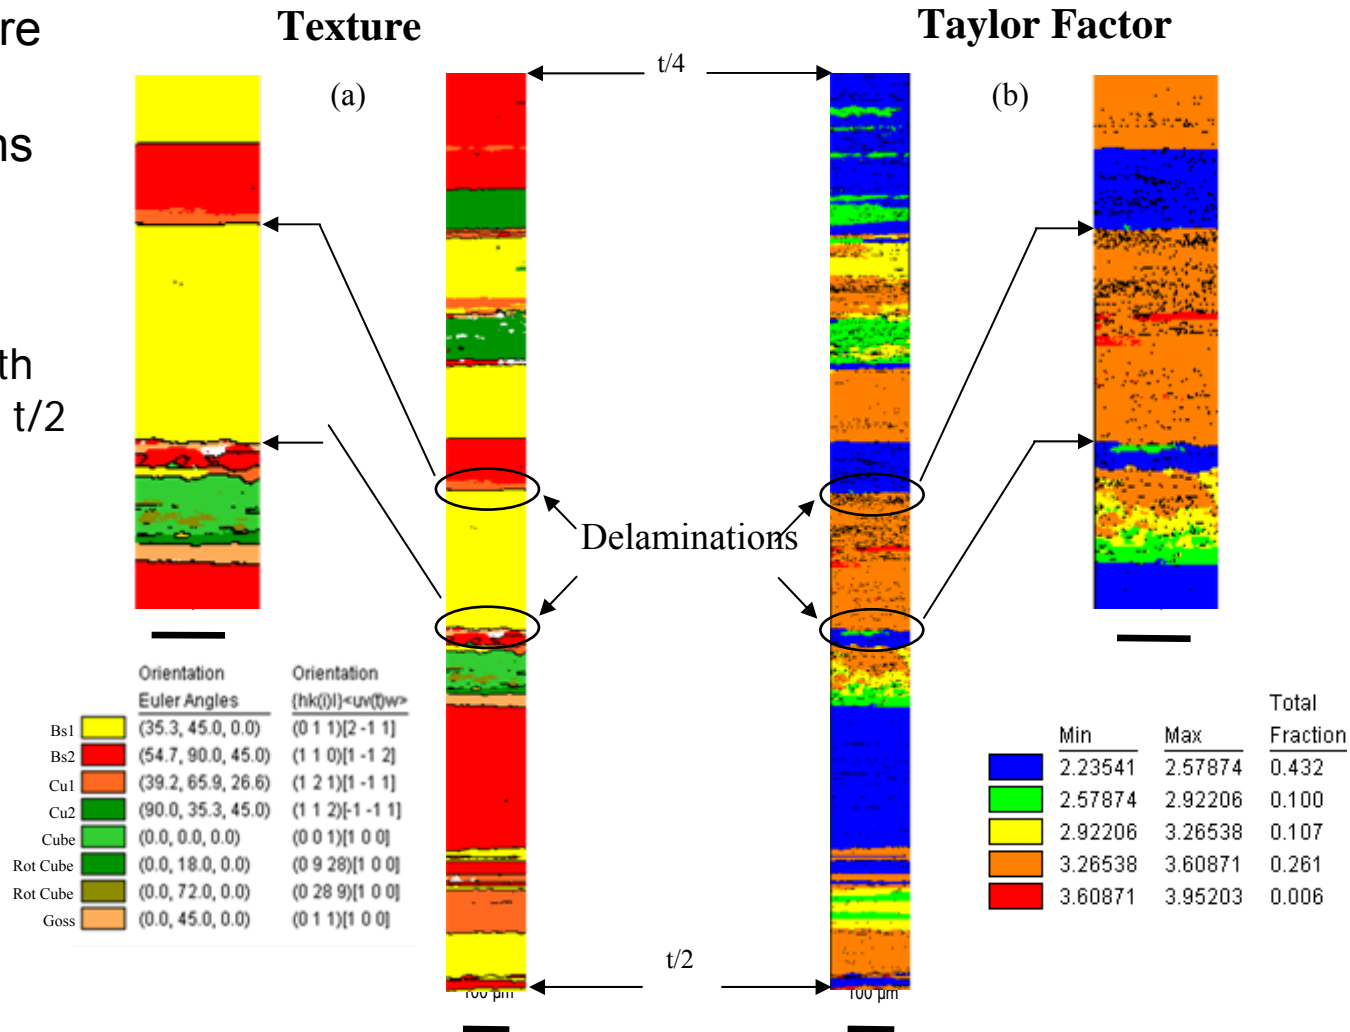 re
ns
th
t/2
Texture
Taylor Factor
t/4
(a)
(b)
Delaminations
t/2
100 µm
100 µm
Orientation Orientation
Euler Angles {hk(i)l}<uv(t)w>
Bs1 (35.3, 45.0, 0.0) (0 1 1)[2 -1 1]
Bs2 (54.7, 90.0, 45.0) (1 1 0)[1 -1 2]
Cu1 (39.2, 65.9, 26.6) (1 2 1)[1 -1 1]
Cu2 (90.0, 35.3, 45.0) (1 1 2)[-1 -1 1]
Cube (0.0, 0.0, 0.0) (0 0 1)[1 0 0]
Rot Cube (0.0, 18.0, 0.0) (0 9 28)[1 0 0]
Rot Cube (0.0, 72.0, 0.0) (0 28 9)[1 0 0]
Goss (0.0, 45.0, 0.0) (0 1 1)[1 0 0]
Total
Min Max Fraction
2.23541 2.57874 0.432
2.57874 2.92206 0.100
2.92206 3.26538 0.107
3.26538 3.60871 0.261
3.60871 3.95203 0.006